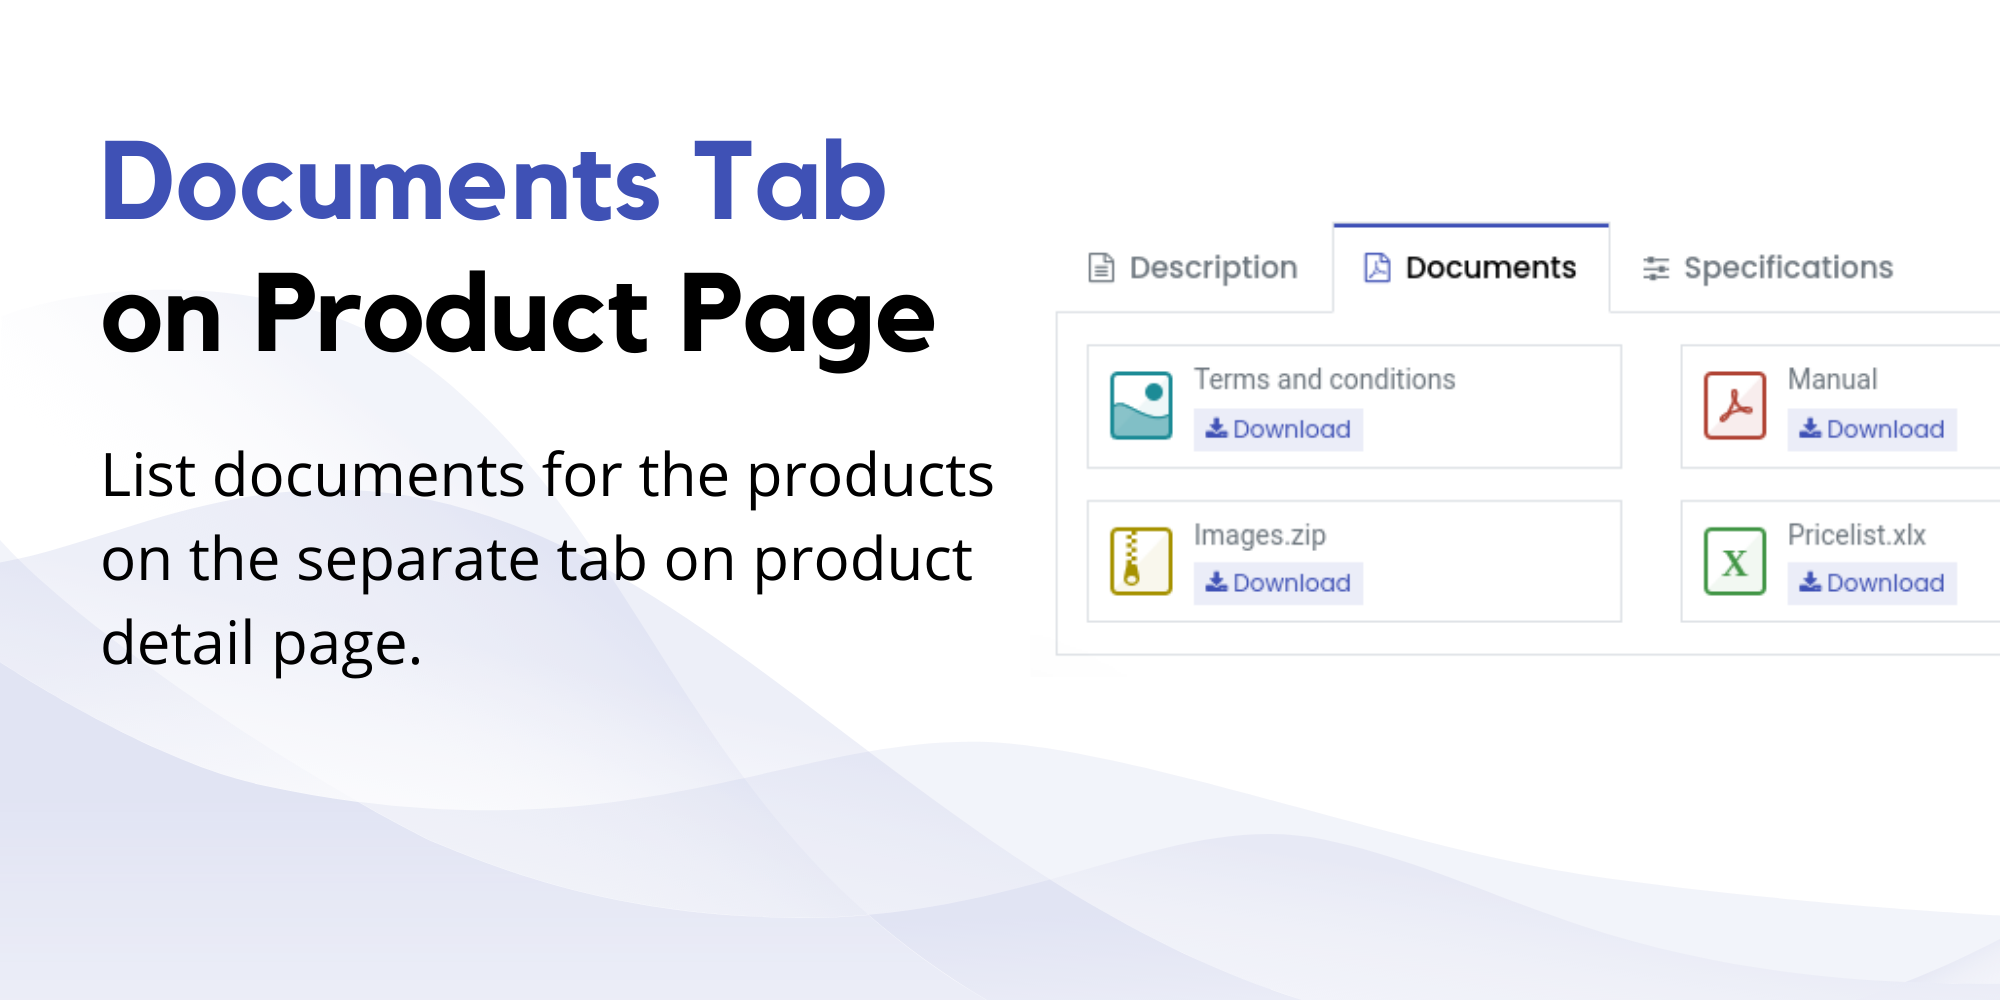 Documents Tab
on Product Page
List documents for the products
on the separate tab on product
detail page.
Description
Documents
Specifications
Terms and conditions
Download
Manual
Download
Images.zip
Download
X
Pricelist.xlx
Download